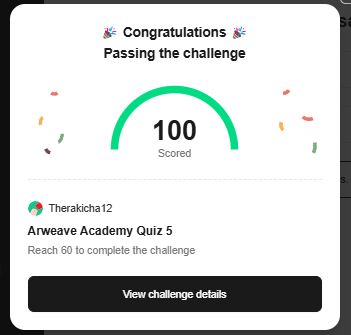 Congratulations
Passing the challenge
100
Scored
Therakicha12
Arweave Academy Quiz 5
Reach 60 to complete the challenge
View challenge details